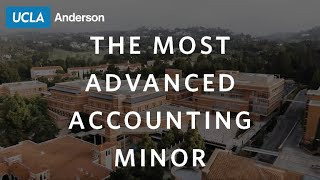 UCLA Anderson
THE MOST
ADVANCED
ACCOUNTING
MINOR